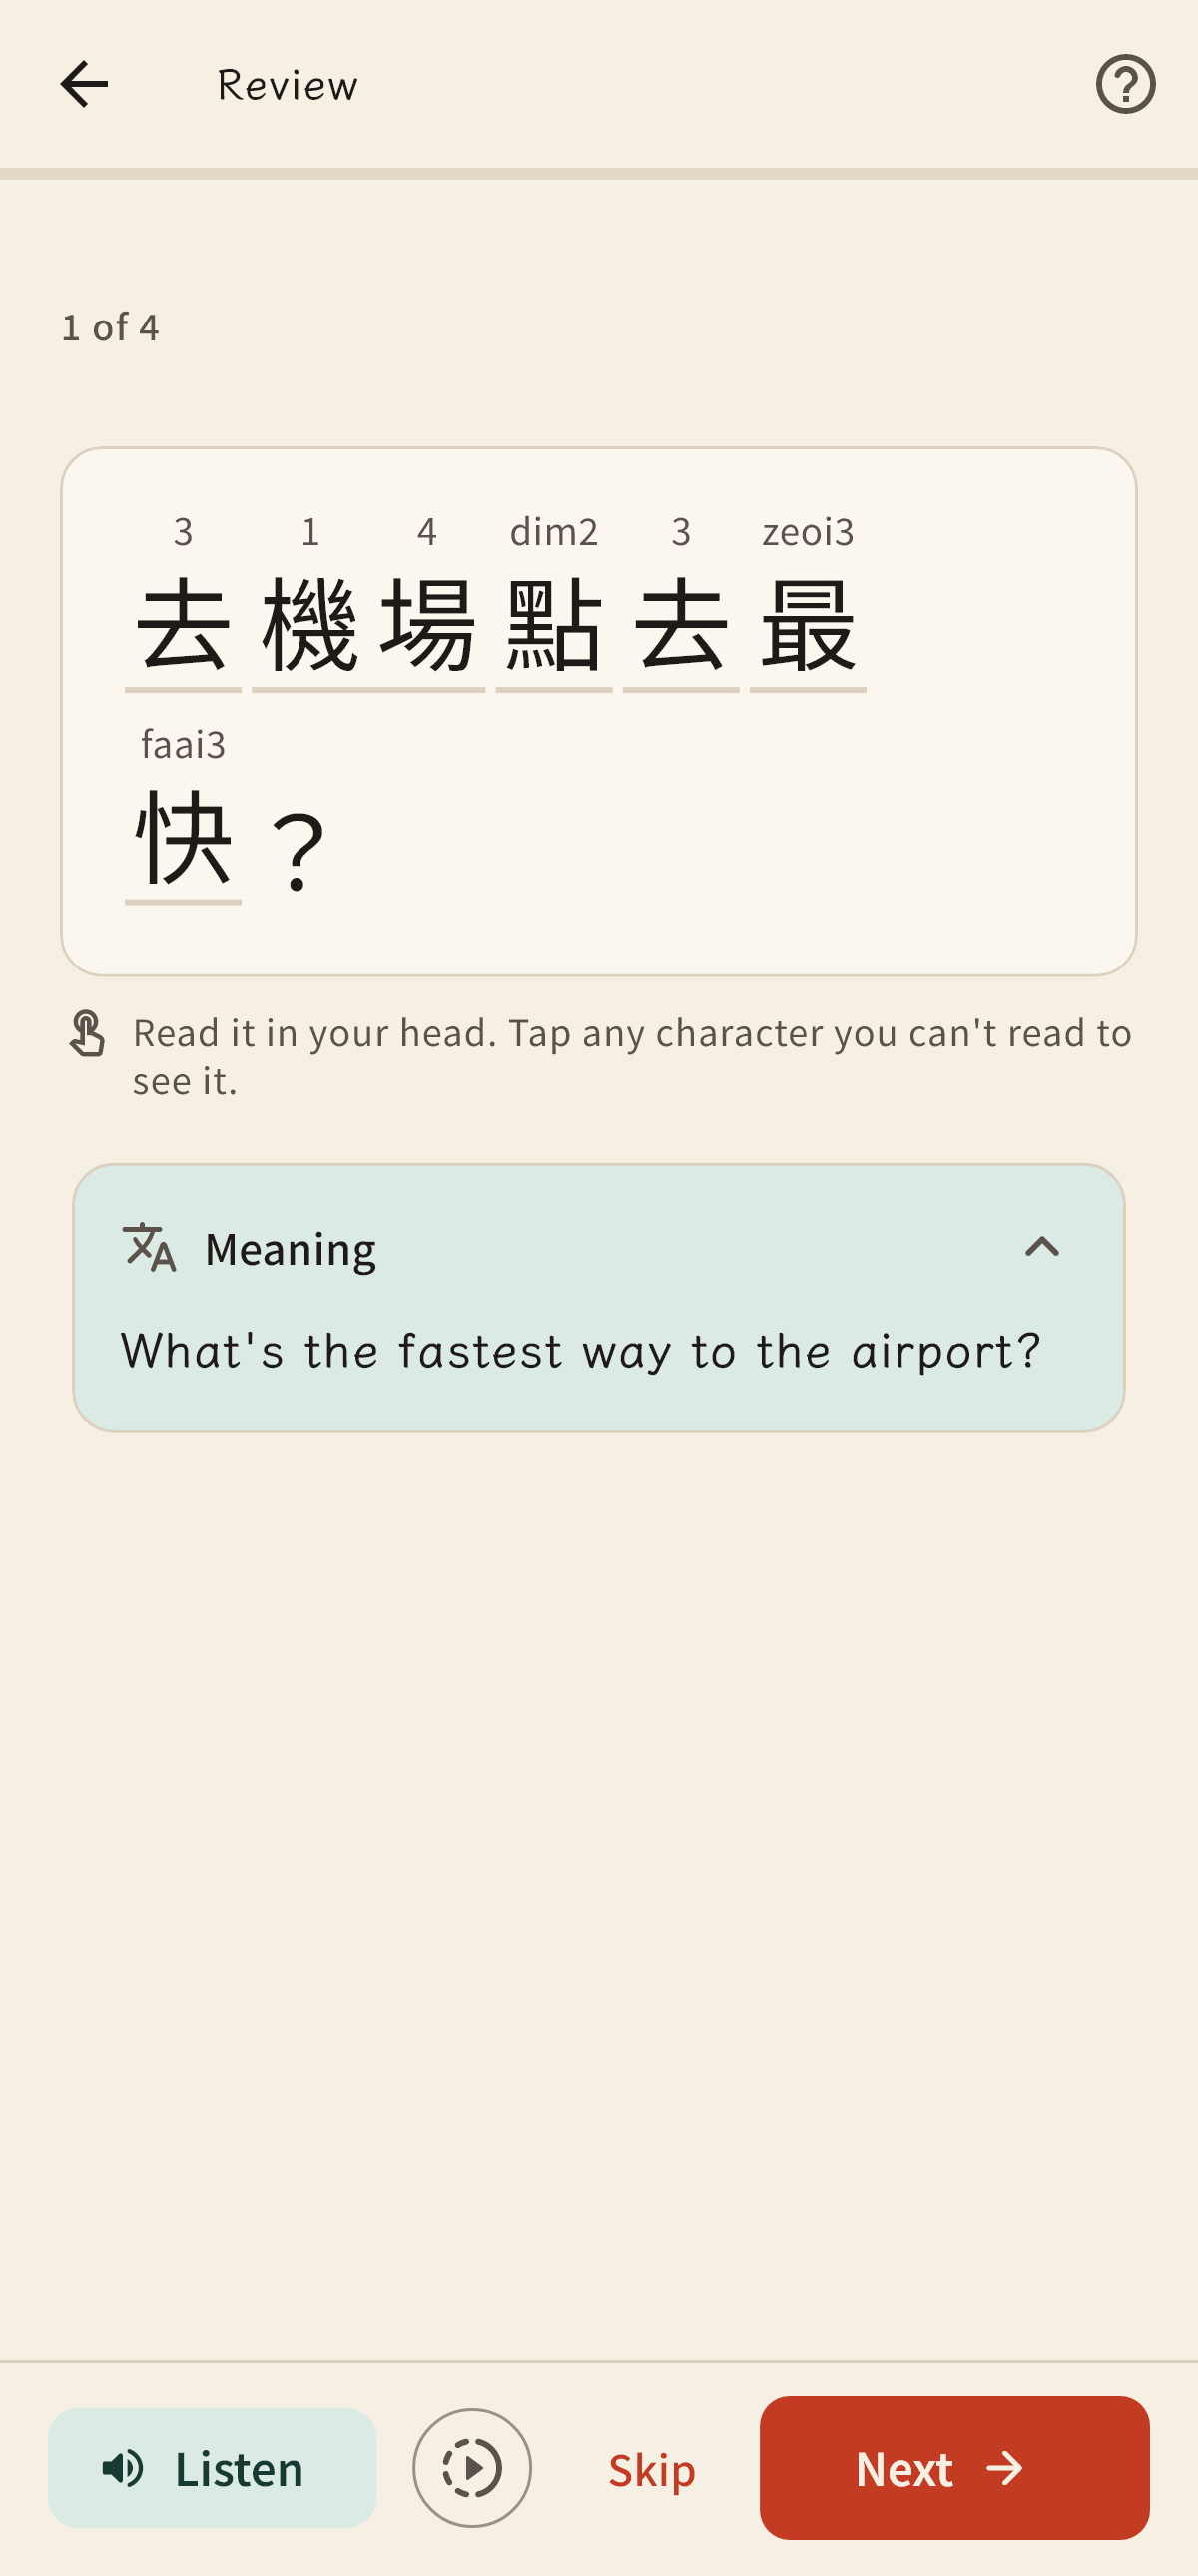 Review
1 of 4
3 1 4 dim2 3 zeoi3
去機場點去最
faai3
快？
Read it in your head. Tap any character you can't read to
see it.
Meaning
What's the fastest way to the airport?
Listen
Skip
Next